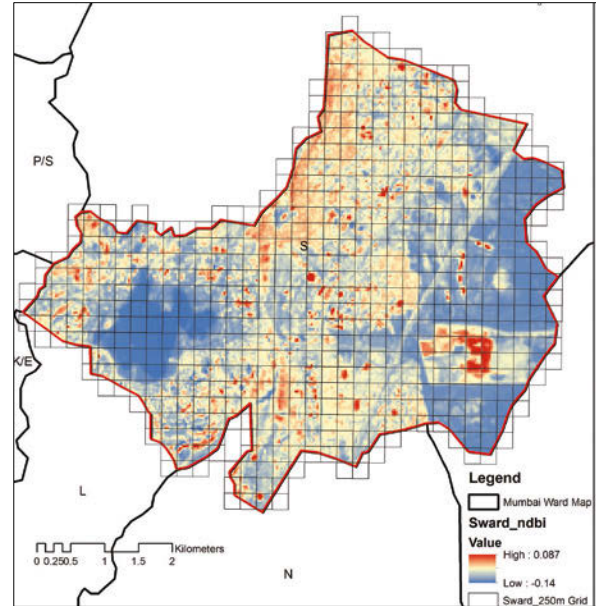 P/S
S
K/E
L
N
Legend
Mumbai Ward Map
Sward_ndbi
Value
High : 0.087
Low : -0.14
Sward_250m Grid
Kilometers
0 0.250.5 1 1.5 2